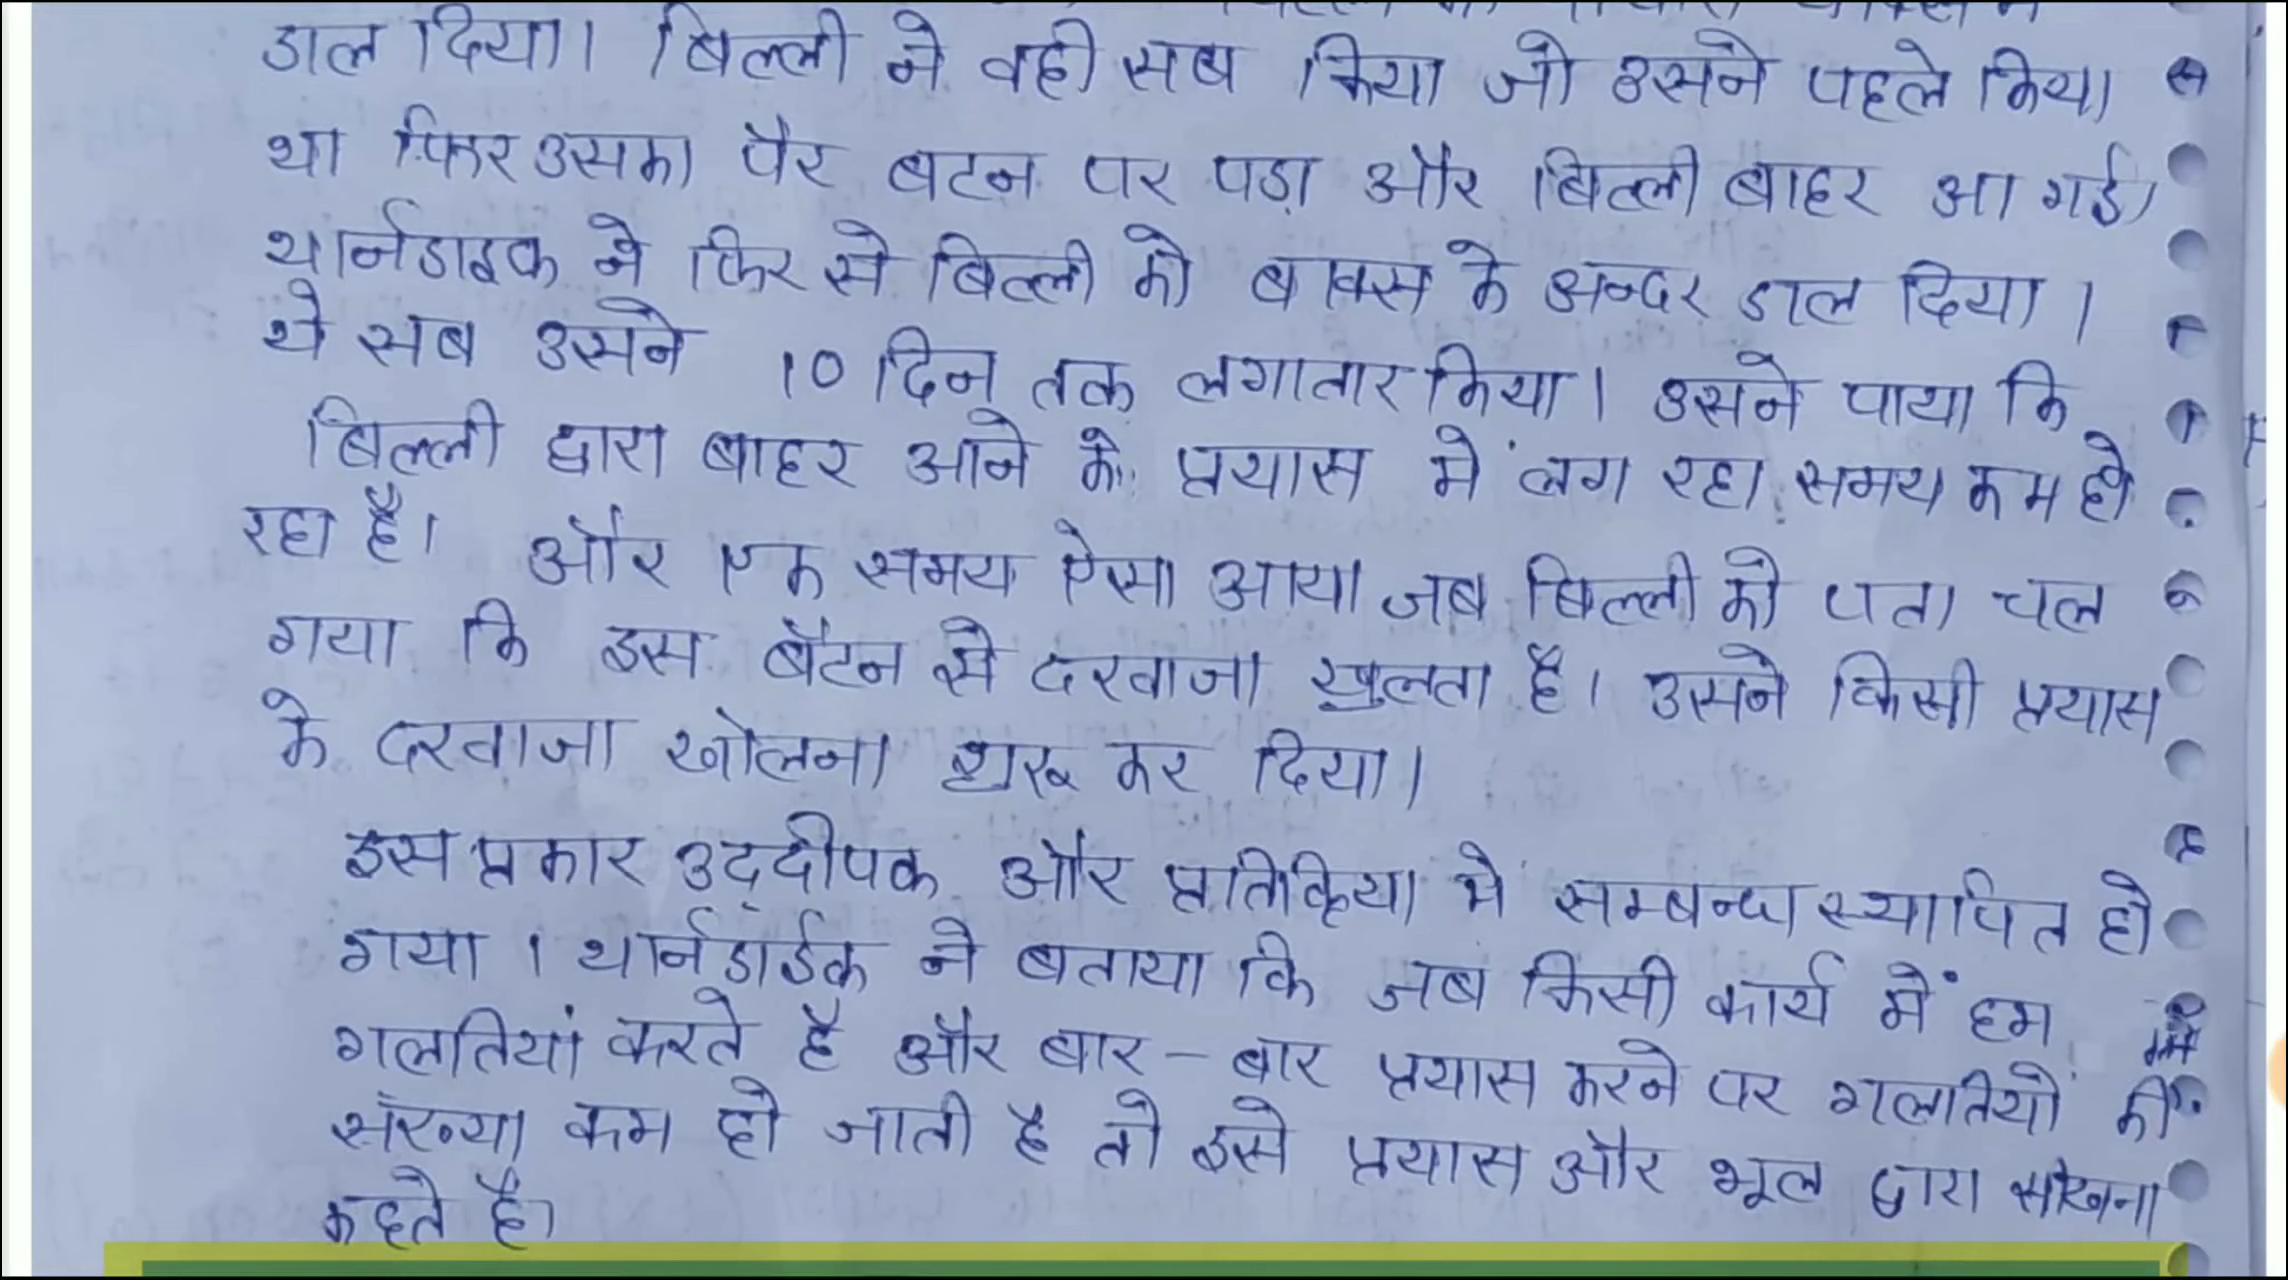 डाल दिया। बिल्ली ने वही सब किया जो उसने पहले किया
था फिर उसका पैर बटन पर पड़ा और बिल्ली बाहर आ गई।
थार्नडाइक ने फिर से बिल्ली को बाक्स के अन्दर डाल दिया।
ये सब उसने 10 दिन तक लगातार किया। उसने पाया कि
बिल्ली द्वारा बाहर आने के प्रयास में लग रहा समय कम हो
रहा है। और एक समय ऐसा आया जब बिल्ली को पता चल
गया कि इस बटन से दरवाजा खुलता है। उसने किसी प्रयास
के दरवाजा खोलना शुरू कर दिया।
इस प्रकार उद्दीपक और प्रतिक्रिया मे सम्बन्ध स्थापित हो
गया। थार्नडाईक ने बताया कि जब किसी कार्य में हम
गलतियां करते है और बार-बार प्रयास करने पर गलतियो की
संख्या कम हो जाती है तो इसे प्रयास और भूल द्वारा सीखना
कहते है।